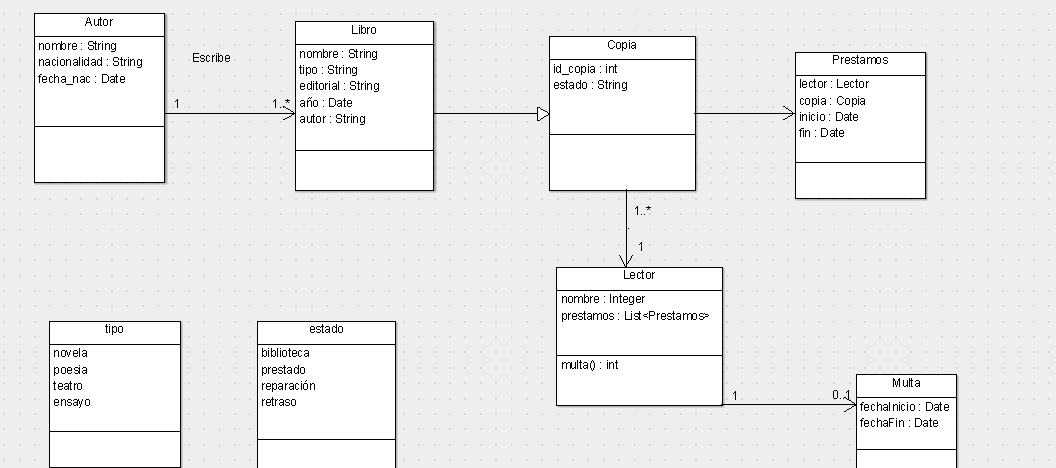 Autor
nombre : String
nacionalidad : String
fecha_nac : Date
Escribe
1
1..*
Libro
nombre : String
tipo : String
editorial : String
año : Date
autor : String
Copia
id_copia : int
estado : String
Prestamos
lector : Lector
copia : Copia
inicio : Date
fin : Date
1..*
1
Lector
nombre : Integer
prestamos : List<Prestamos>
multa() : int
1
0..1
Multa
fechaInicio : Date
fechaFin : Date
tipo
novela
poesia
teatro
ensayo
estado
biblioteca
prestado
reparación
retraso